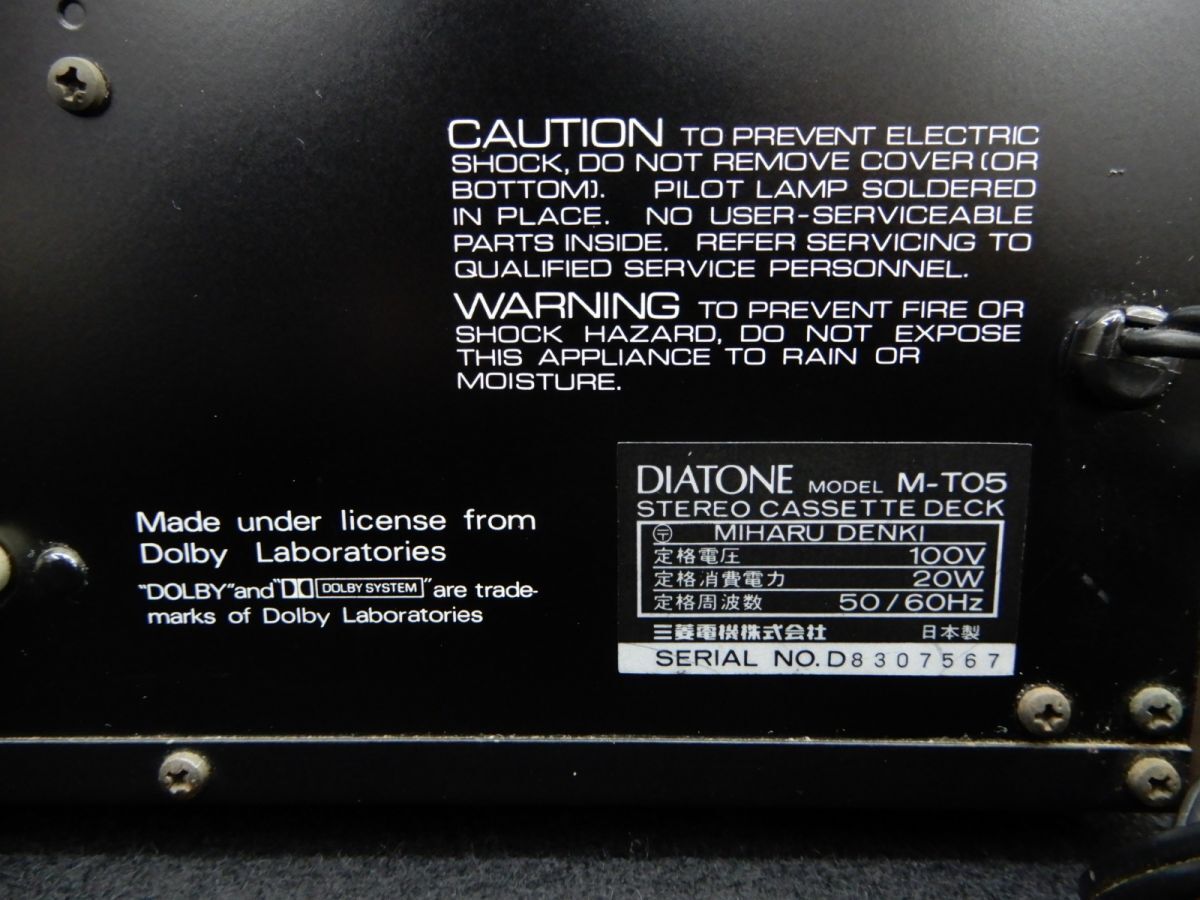 CAUTION TO PREVENT ELECTRIC
SHOCK, DO NOT REMOVE COVER (OR
BOTTOM). PILOT LAMP SOLDERED
IN PLACE. NO USER-SERVICEABLE
PARTS INSIDE. REFER SERVICING TO
QUALIFIED SERVICE PERSONNEL.
WARNING TO PREVENT FIRE OR
SHOCK HAZARD, DO NOT EXPOSE
THIS APPLIANCE TO RAIN OR
MOISTURE.
Made under license from
Dolby Laboratories
"DOLBY" and "DOLBY SYSTEM" are trade-
marks of Dolby Laboratories
DIATONE MODEL M-T05
STEREO CASSETTE DECK
〒 MIHARU DENKI
定格電圧 100V
定格消費電力 20W
定格周波数 50/60Hz
三菱電機株式会社 日本製
SERIAL NO. D8307567